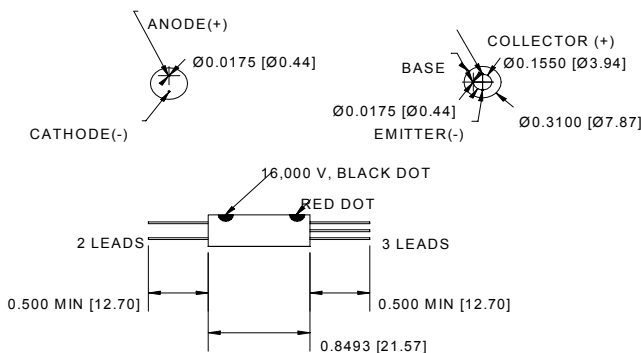 ANODE(+)
Ø0.0175 [Ø0.44]
CATHODE(-)
COLLECTOR (+)
Ø0.1550 [Ø3.94]
BASE
Ø0.0175 [Ø0.44]
Ø0.3100 [Ø7.87]
EMITTER(-)
16,000 V, BLACK DOT
RED DOT
2 LEADS
3 LEADS
0.500 MIN [12.70]
0.500 MIN [12.70]
0.8493 [21.57]